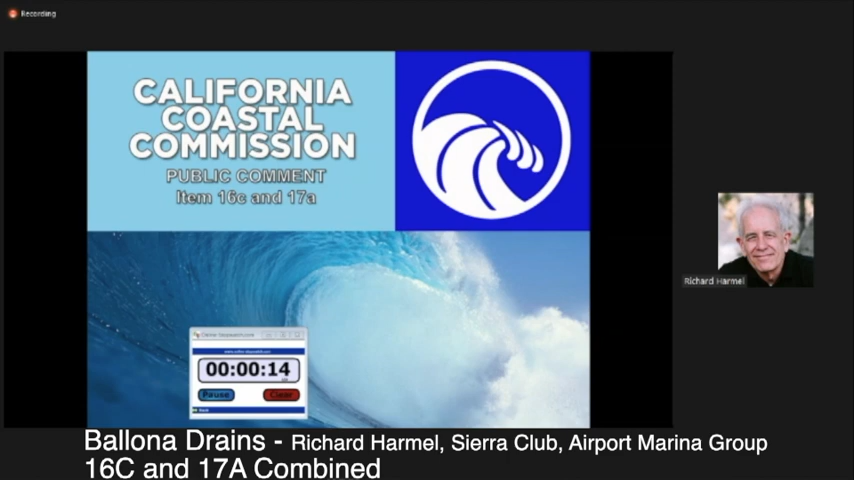 Recording
CALIFORNIA
COASTAL
COMMISSION
PUBLIC COMMENT
Item 16c and 17a
Richard Harmel
00:00:14
Pause
Clear
Ballona Drains - Richard Harmel, Sierra Club, Airport Marina Group
16C and 17A Combined